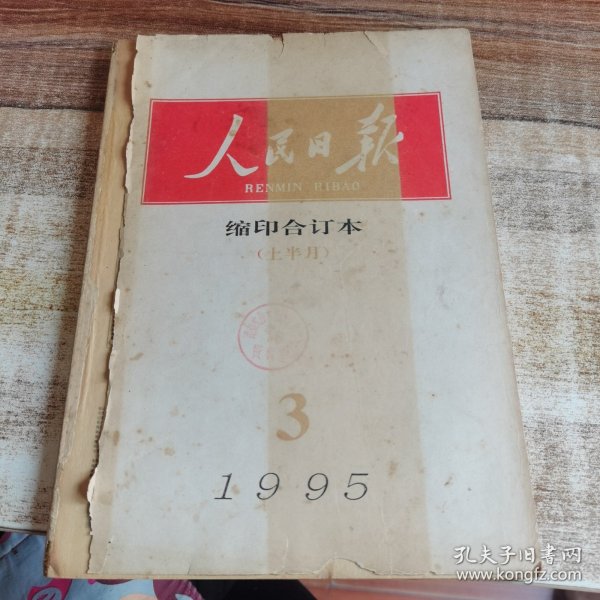 人民日报
RENMIN RIBAO
缩印合订本
(上半月)
3
1995
孔夫子旧书网
www.kongfz.com